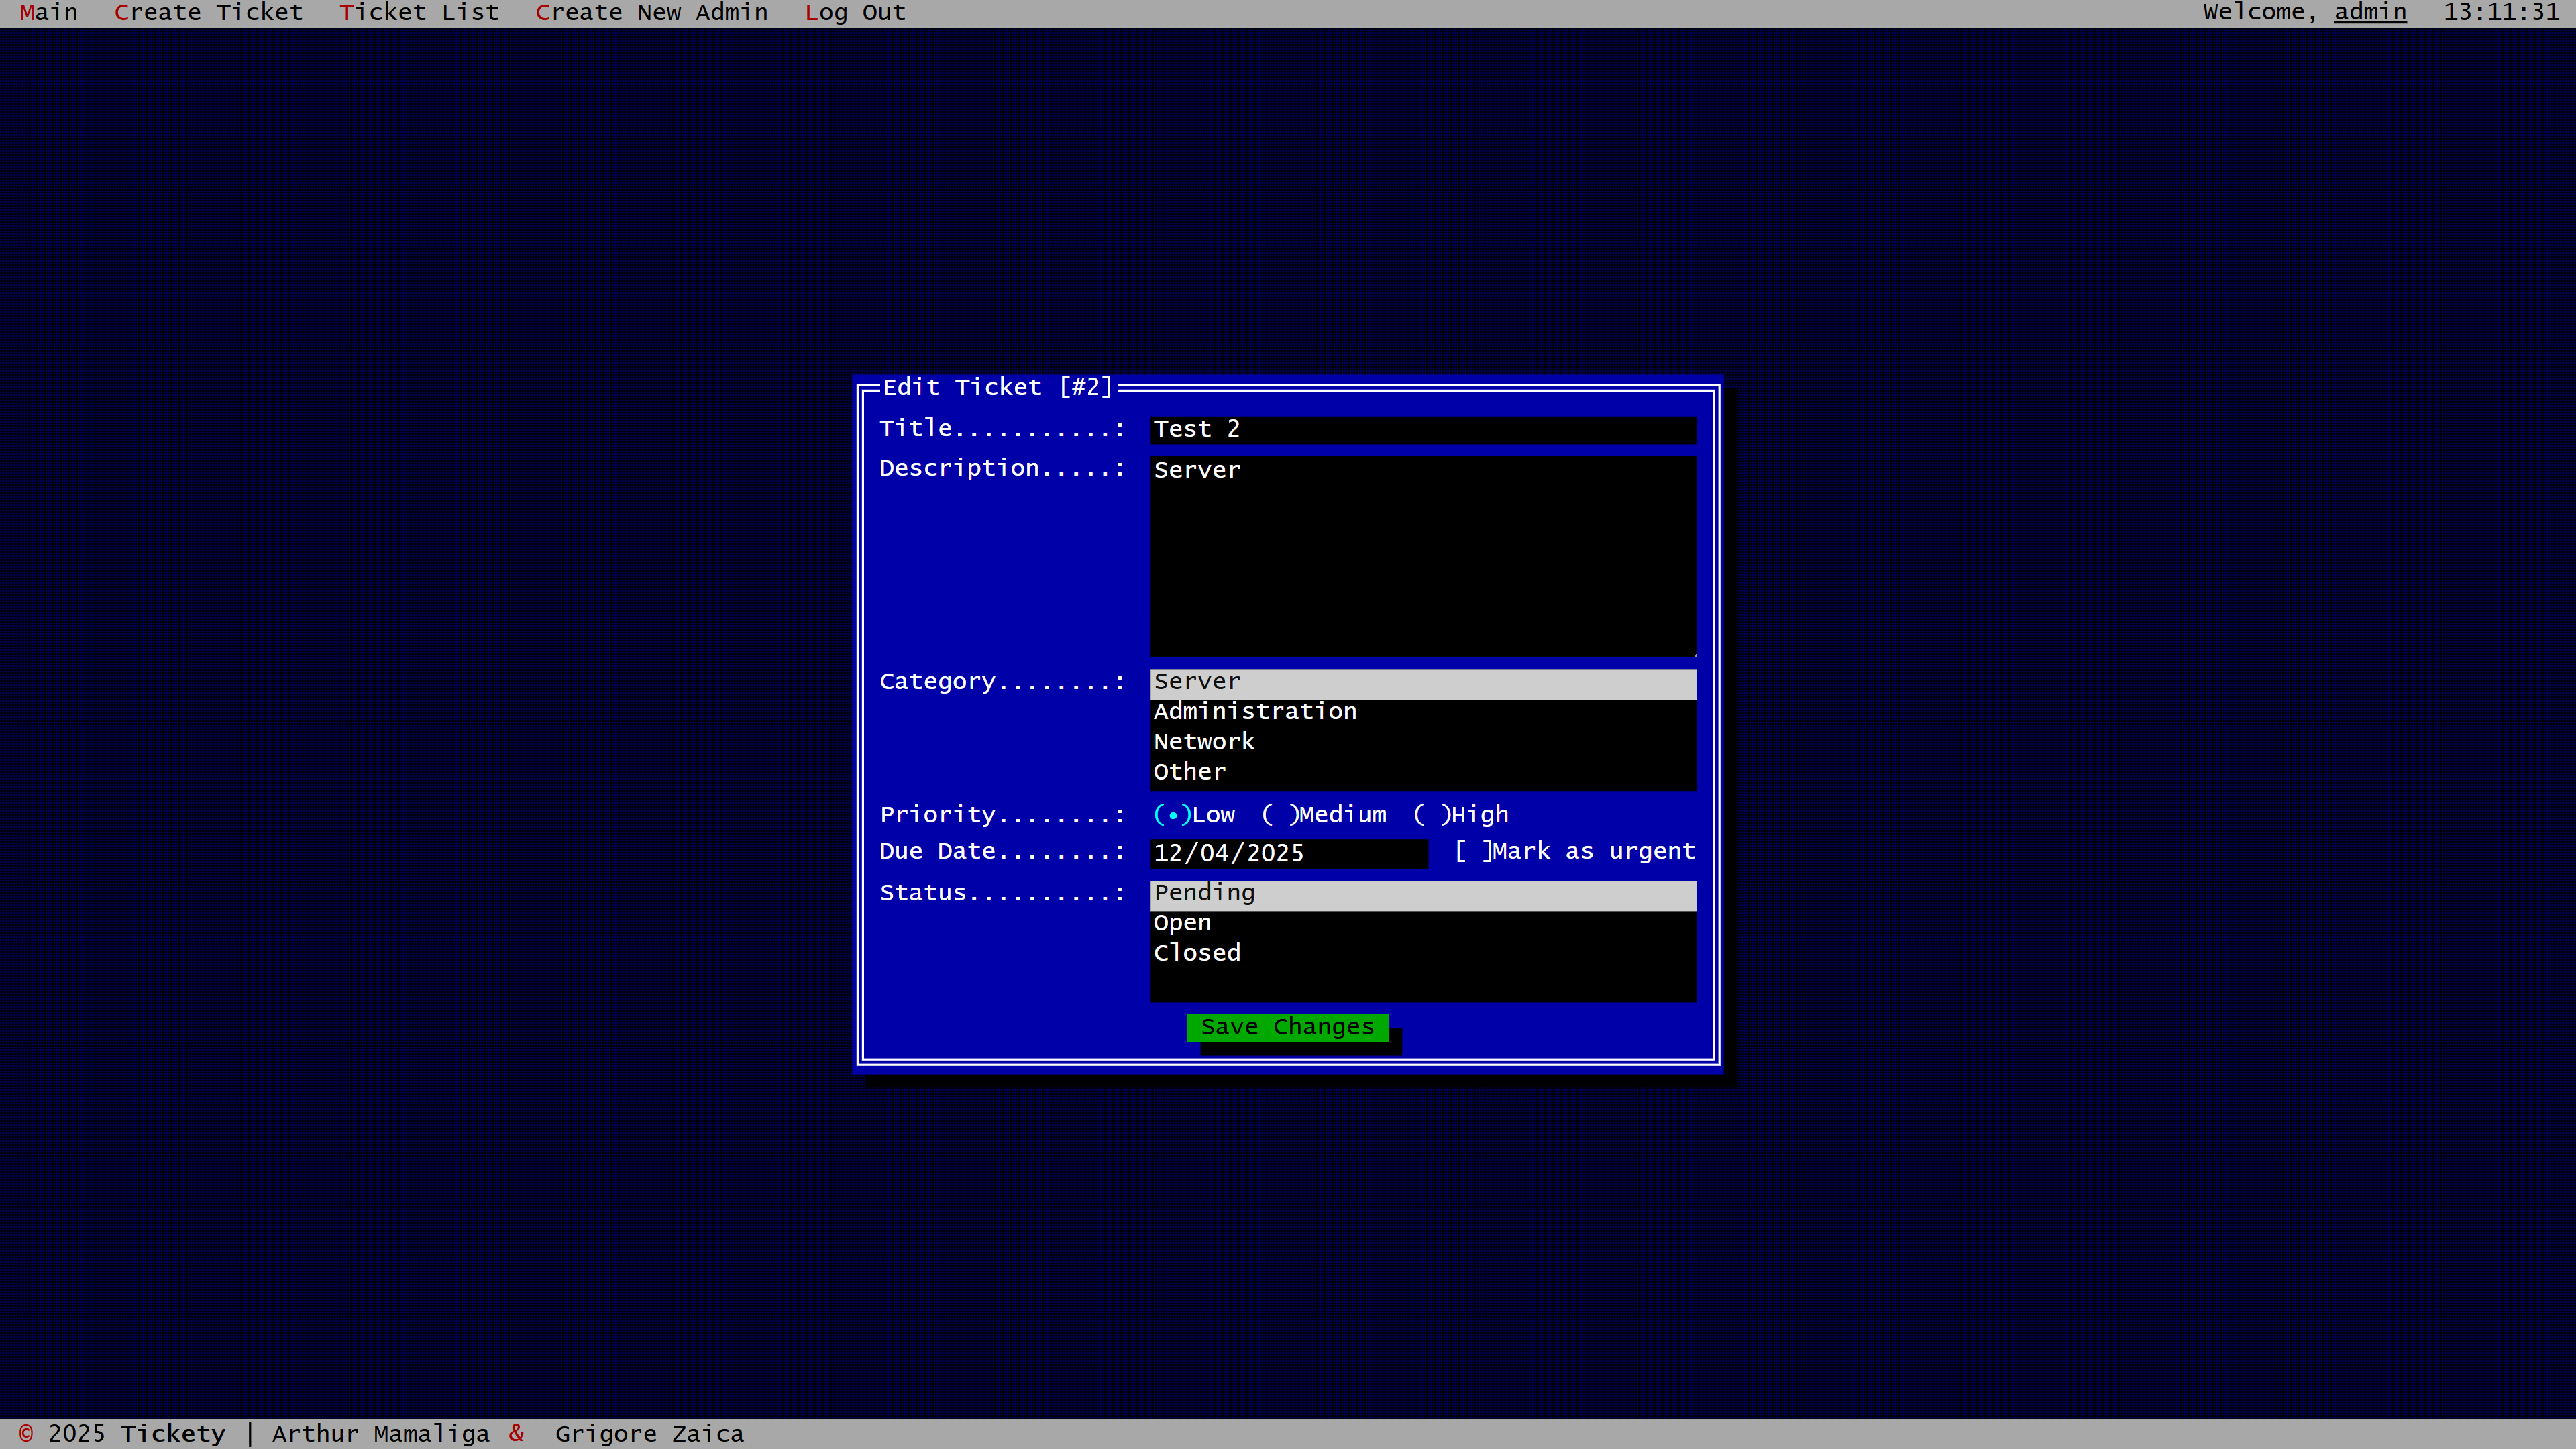 Main Create Ticket Ticket List Create New Admin Log Out Welcome, admin 13:11:31
Edit Ticket [#2]
Title...........: Test 2
Description.....: Server
Category........: Server
Administration
Network
Other
Priority........: (•)Low ( )Medium ( )High
Due Date........: 12/04/2025 [ ]Mark as urgent
Status..........: Pending
Open
Closed
Save Changes
© 2025 Tickety | Arthur Mamaliga & Grigore Zaica